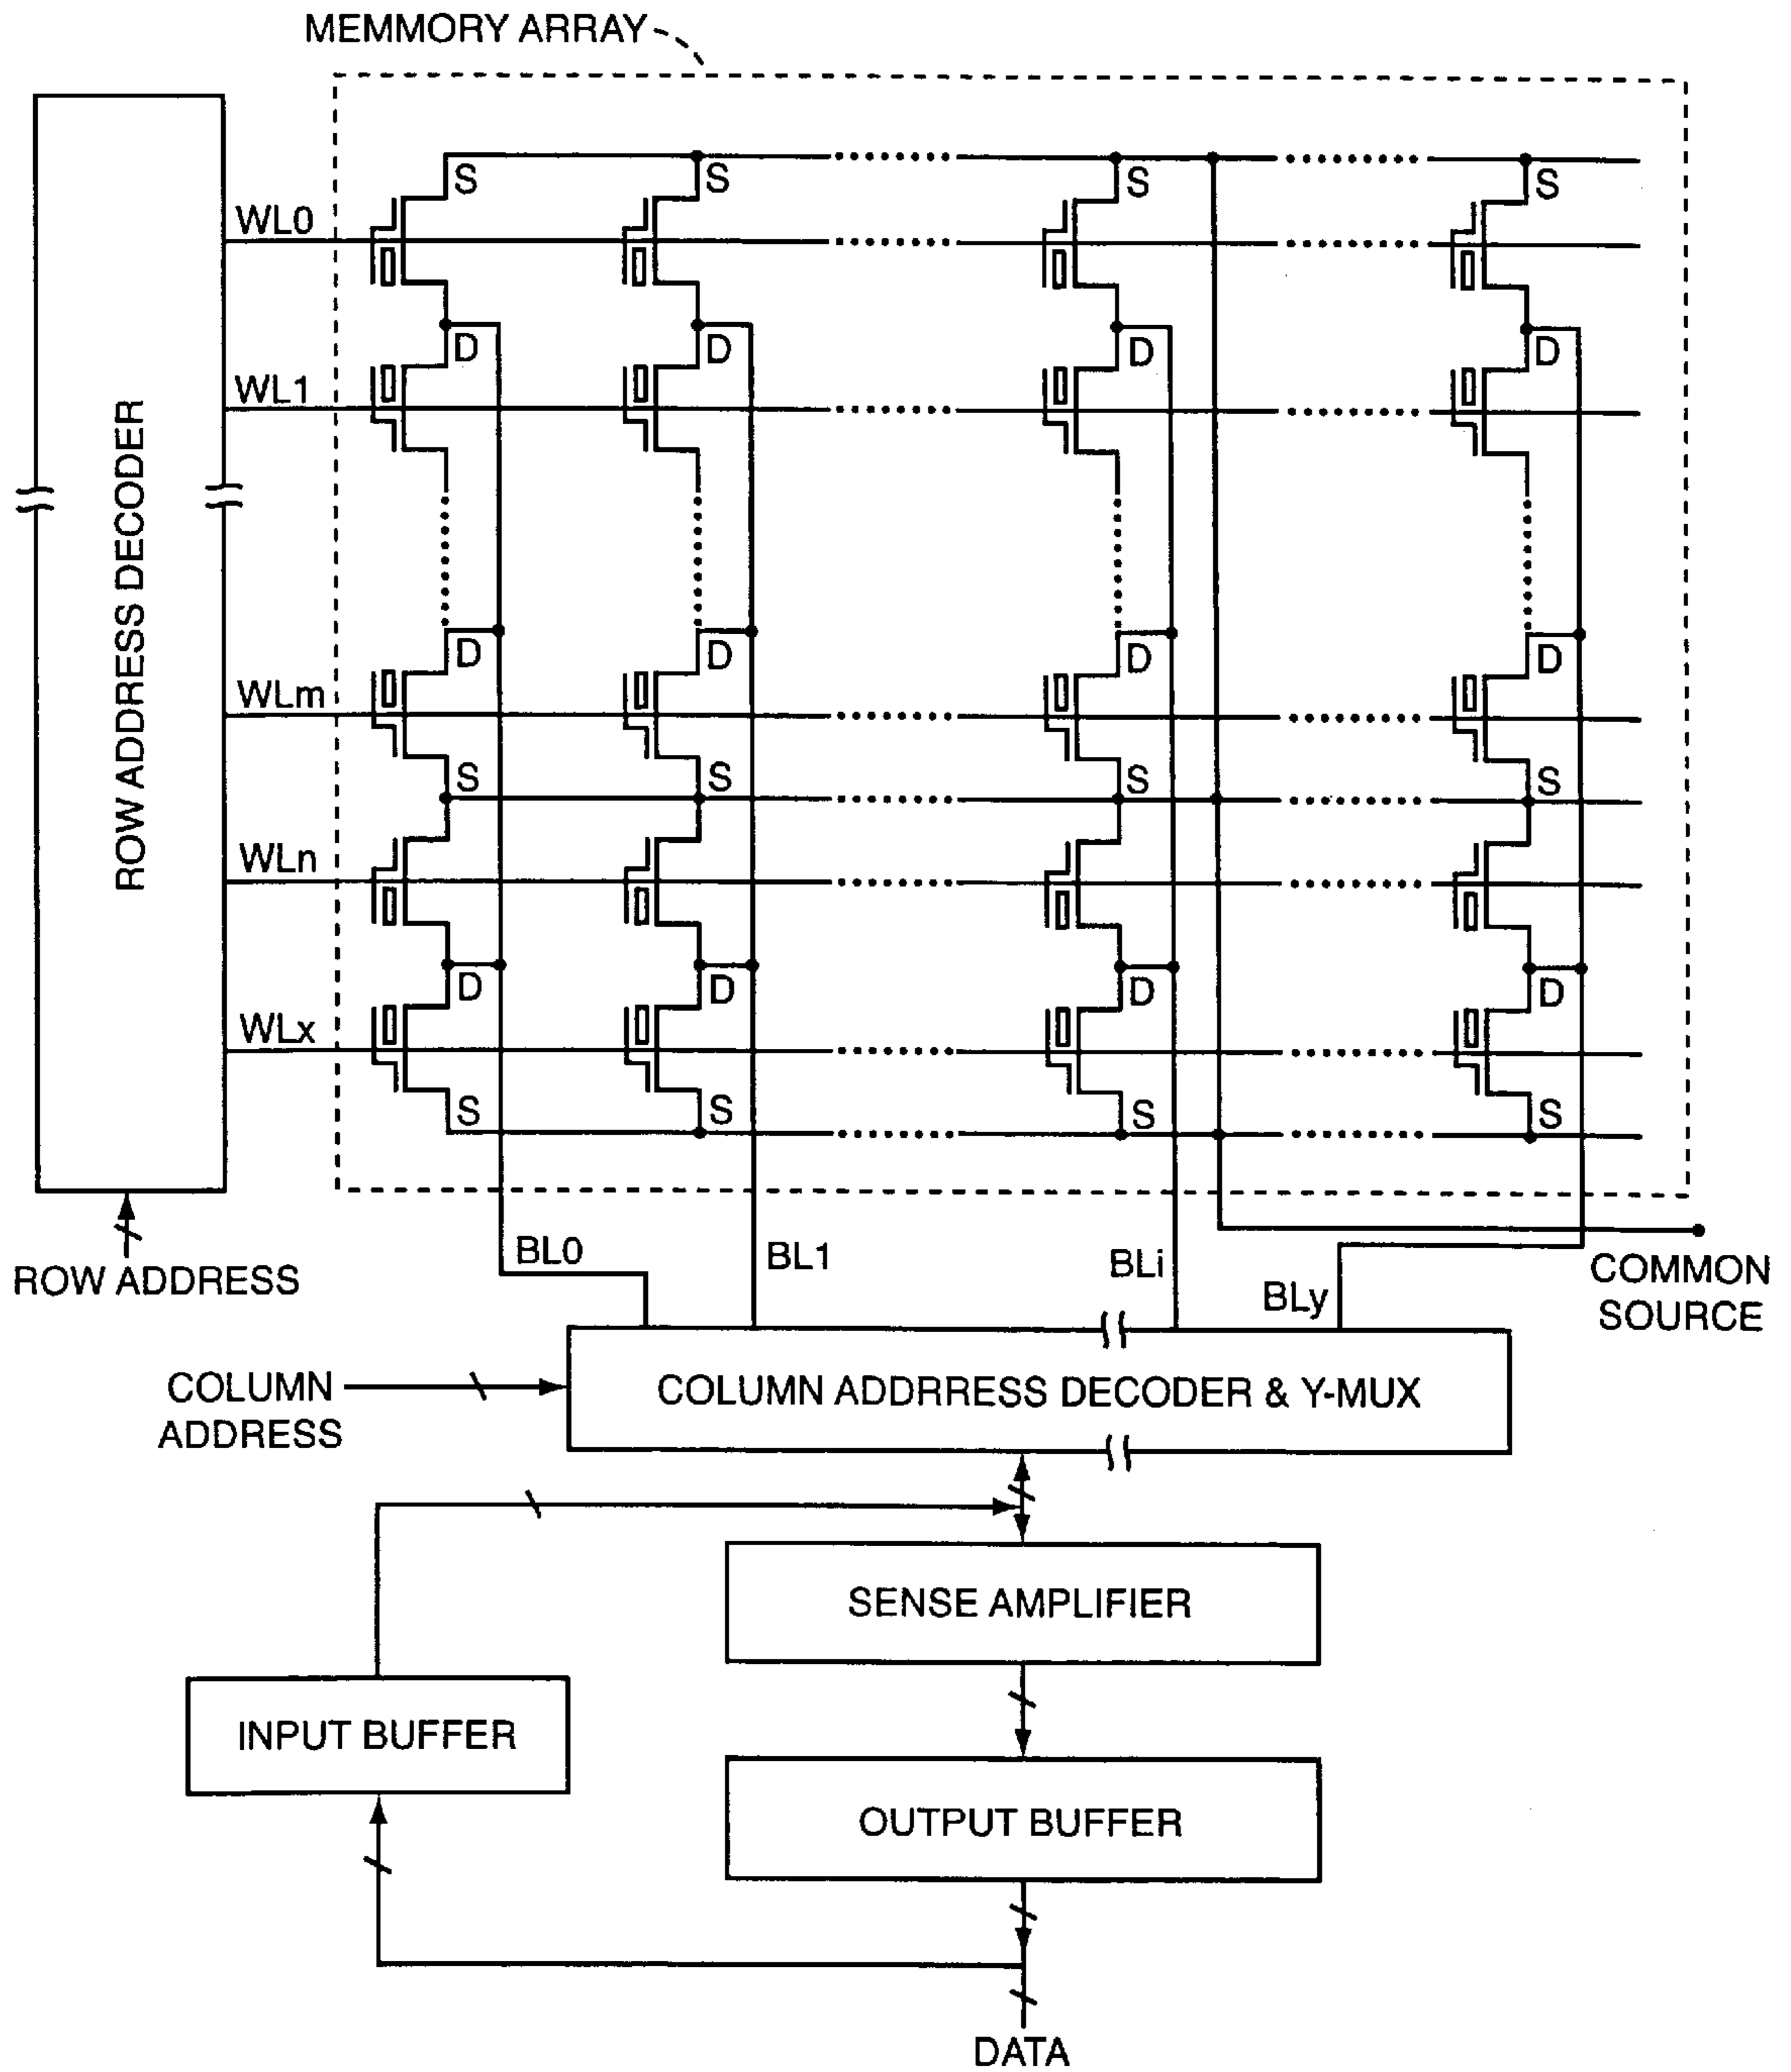 MEMMORY ARRAY
S S S S
WL0
D D D D
WL1
ROW ADDRESS DECODER
D D D D
WLm
S S S S
WLn
D D D D
WLx
S S S S
ROW ADDRESS
BL0 BL1 BLi BLy
COMMON
SOURCE
COLUMN
ADDRESS
COLUMN ADDRRESS DECODER & Y-MUX
SENSE AMPLIFIER
INPUT BUFFER
OUTPUT BUFFER
DATA